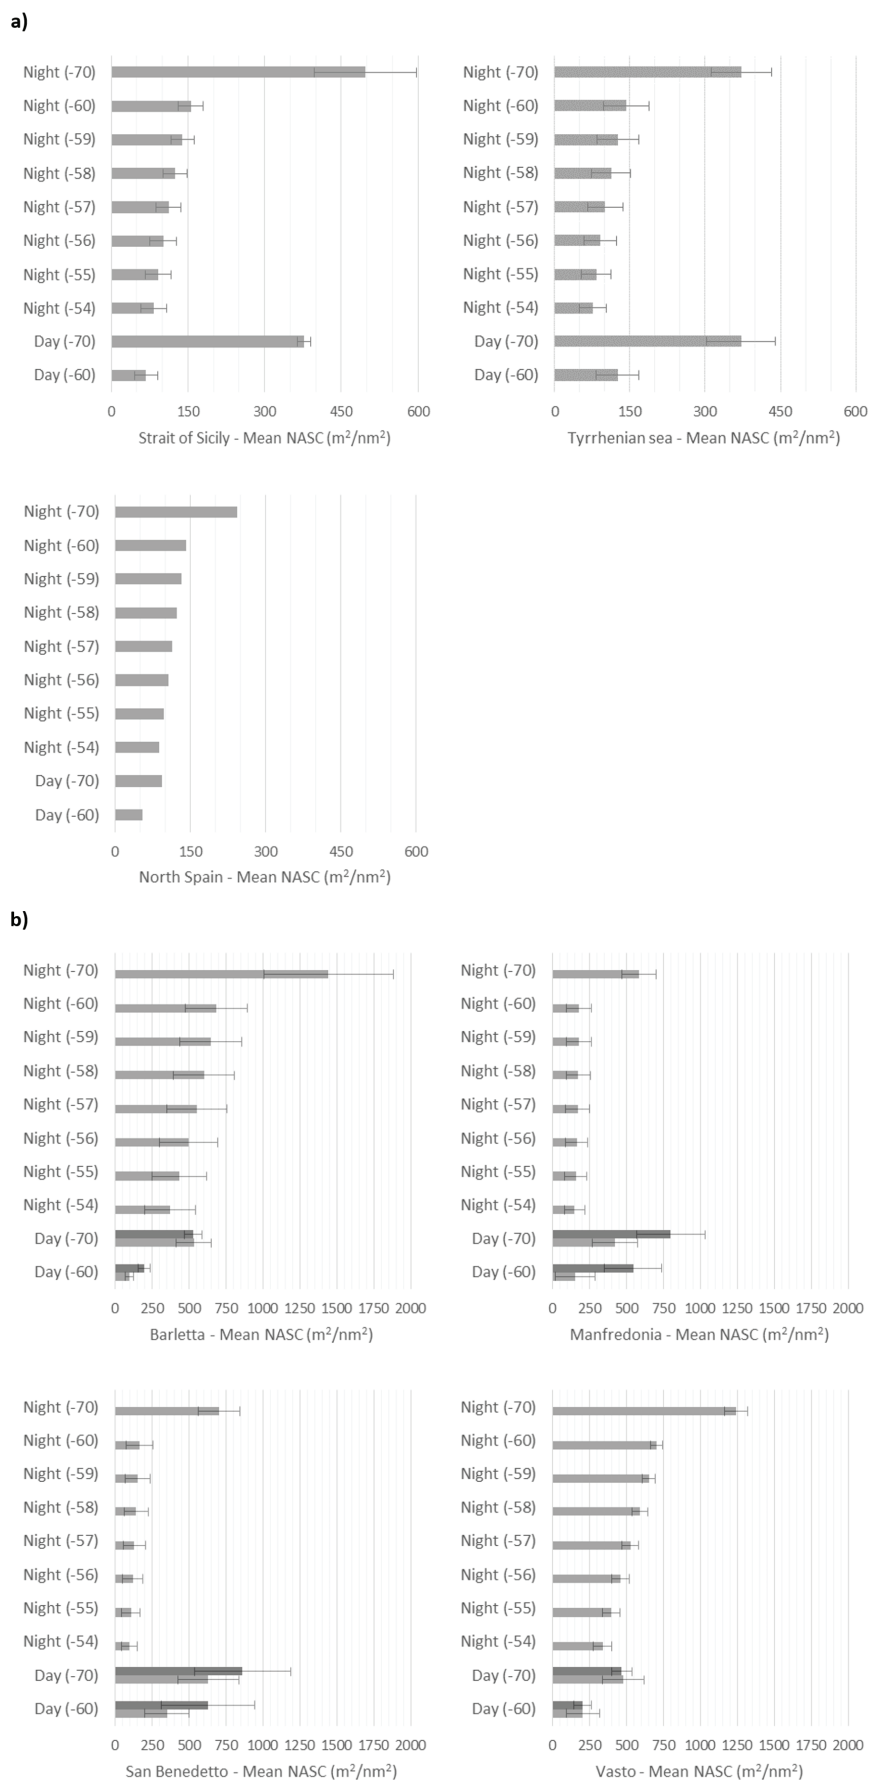 a)
Night (-70)
Night (-60)
Night (-59)
Night (-58)
Night (-57)
Night (-56)
Night (-55)
Night (-54)
Day (-70)
Day (-60)
0 150 300 450 600
Strait of Sicily - Mean NASC (m²/nm²)
Night (-70)
Night (-60)
Night (-59)
Night (-58)
Night (-57)
Night (-56)
Night (-55)
Night (-54)
Day (-70)
Day (-60)
0 150 300 450 600
Tyrrhenian sea - Mean NASC (m²/nm²)
Night (-70)
Night (-60)
Night (-59)
Night (-58)
Night (-57)
Night (-56)
Night (-55)
Night (-54)
Day (-70)
Day (-60)
0 150 300 450 600
North Spain - Mean NASC (m²/nm²)
b)
Night (-70)
Night (-60)
Night (-59)
Night (-58)
Night (-57)
Night (-56)
Night (-55)
Night (-54)
Day (-70)
Day (-60)
0 250 500 750 1000 1250 1500 1750 2000
Barletta - Mean NASC (m²/nm²)
Night (-70)
Night (-60)
Night (-59)
Night (-58)
Night (-57)
Night (-56)
Night (-55)
Night (-54)
Day (-70)
Day (-60)
0 250 500 750 1000 1250 1500 1750 2000
Manfredonia - Mean NASC (m²/nm²)
Night (-70)
Night (-60)
Night (-59)
Night (-58)
Night (-57)
Night (-56)
Night (-55)
Night (-54)
Day (-70)
Day (-60)
0 250 500 750 1000 1250 1500 1750 2000
San Benedetto - Mean NASC (m²/nm²)
Night (-70)
Night (-60)
Night (-59)
Night (-58)
Night (-57)
Night (-56)
Night (-55)
Night (-54)
Day (-70)
Day (-60)
0 250 500 750 1000 1250 1500 1750 2000
Vasto - Mean NASC (m²/nm²)